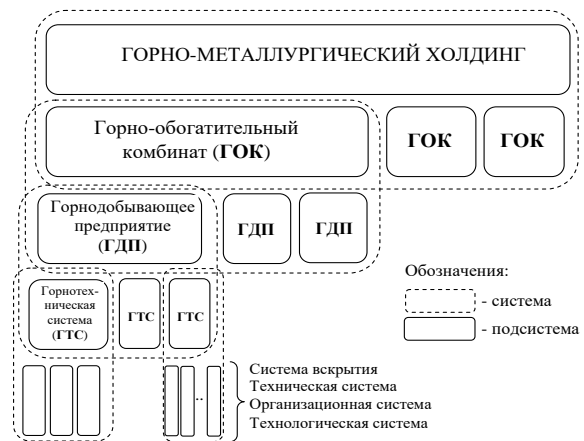 ГОРНО-МЕТАЛЛУРГИЧЕСКИЙ ХОЛДИНГ
Горно-обогатительный
комбинат (ГОК)
ГОК
ГОК
Горнодобывающее
предприятие
(ГДП)
ГДП
ГДП
Горнотех-
ническая
система
(ГТС)
ГТС
ГТС
Обозначения:
- система
- подсистема
..
Система вскрытия
Техническая система
Организационная система
Технологическая система